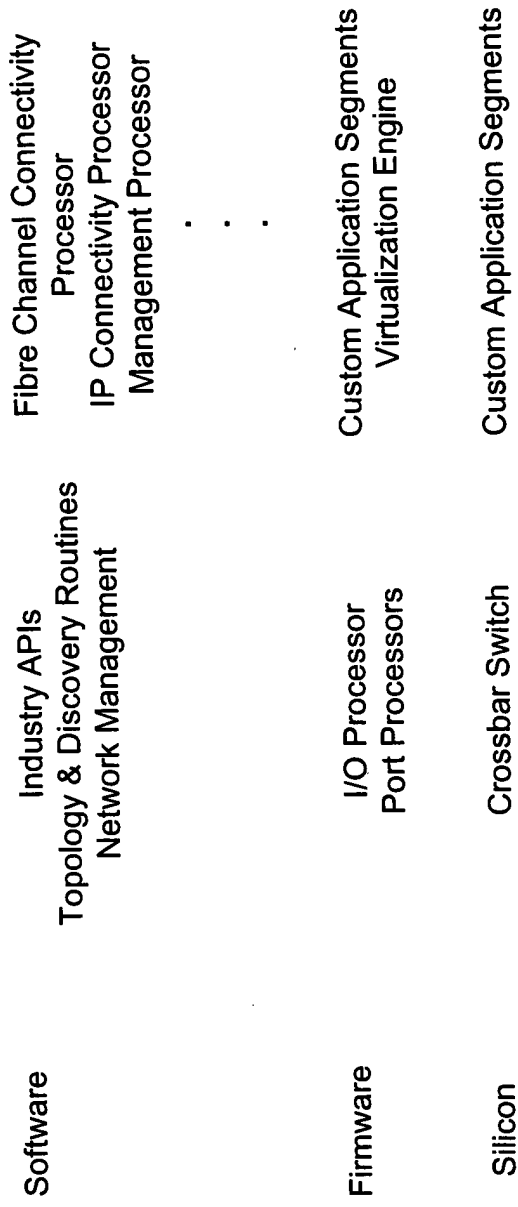 Software
Industry APIs
Topology & Discovery Routines
Network Management
Fibre Channel Connectivity
Processor
IP Connectivity Processor
Management Processor
. . .
Firmware
I/O Processor
Port Processors
Custom Application Segments
Virtualization Engine
Silicon
Crossbar Switch
Custom Application Segments